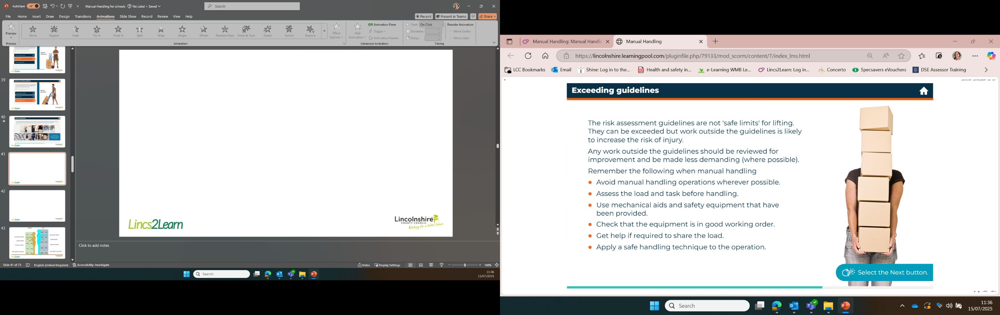 AutoSave
Manual Handling for schools
No Label • Saved
Search
File Home Insert Draw Design Transitions Animations Slide Show Record Review View Help
Record Present in Teams Share
Preview
None Appear Fade Fly In Float In Split Wipe Shape Wheel Random Bars Grow & Turn Zoom Swivel Bounce
Effect Options
Add Animation
Animation Pane
Trigger
Animation Painter
Start: On Click
Duration:
Delay:
Reorder Animation
Move Earlier
Move Later
Preview Animation Advanced Animation Timing
39
40
41
42
43
Lincs2Learn
Lincolnshire
COUNTY COUNCIL
Working for a better future
Click to add notes
Slide 41 of 73 English (United Kingdom) Accessibility: Investigate
Notes Display Settings 100%
Search
11:36
15/07/2025
Manual Handling: Manual Handlin
Manual Handling
https://lincolnshire.learningpool.com/pluginfile.php/79133/mod_scorm/content/7/index_lms.html
LCC Bookmarks Email Shine: Log in to the... Health and safety in... e-Learning WMB Le... Lincs2Learn: Log in... Concerto Specsavers eVouchers DSE Assessor Training
Exceeding guidelines
The risk assessment guidelines are not 'safe limits' for lifting.
They can be exceeded but work outside the guidelines is likely
to increase the risk of injury.
Any work outside the guidelines should be reviewed for
improvement and be made less demanding (where possible).
Remember the following when manual handling
• Avoid manual handling operations wherever possible.
• Assess the load and task before handling.
• Use mechanical aids and safety equipment that have
been provided.
• Check that the equipment is in good working order.
• Get help if required to share the load.
• Apply a safe handling technique to the operation.
Select the Next button.
Search
11:36
15/07/2025